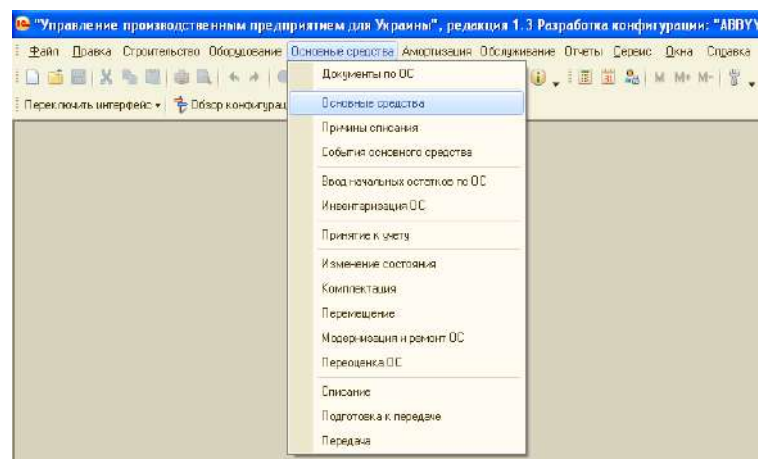 "Управление производственным предприятием для Украины", редакция 1.3 Разработка конфигурации: "ABBYY
Файл Правка Строительство Оборудование Основные средства Амортизация Обслуживание Отчеты Сервис Окна Справка
M M+ M-
Переключить интерфейс Обзор конфигурац
Документы по ОС
Основные средства
Причины списания
События основного средства
Ввод начальных остатков по ОС
Инвентаризация ОС
Принятие к учету
Изменение состояния
Комплектация
Перемещение
Модернизация и ремонт ОС
Переоценка ОС
Списание
Подготовка к передаче
Передача